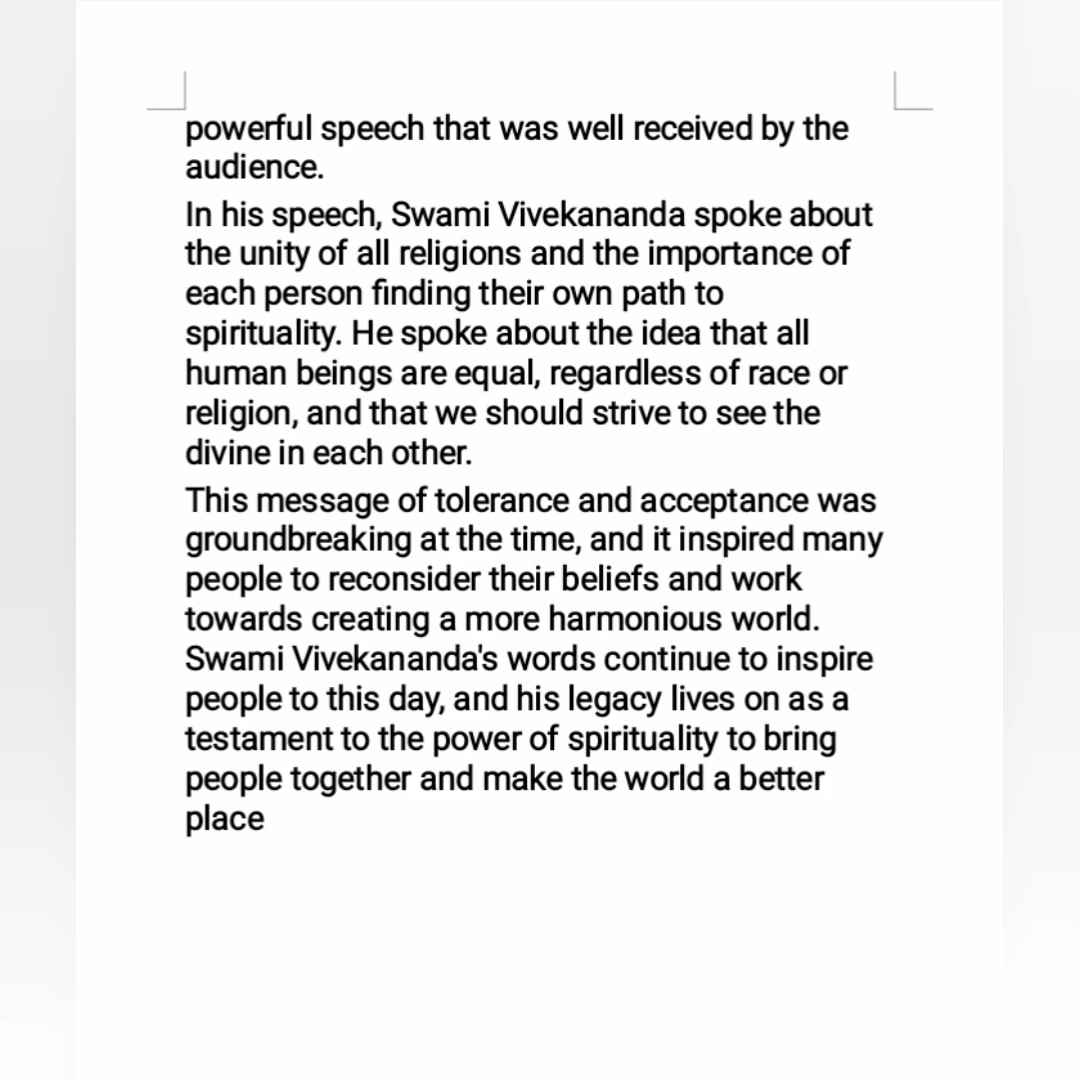 powerful speech that was well received by the
audience.
In his speech, Swami Vivekananda spoke about
the unity of all religions and the importance of
each person finding their own path to
spirituality. He spoke about the idea that all
human beings are equal, regardless of race or
religion, and that we should strive to see the
divine in each other.
This message of tolerance and acceptance was
groundbreaking at the time, and it inspired many
people to reconsider their beliefs and work
towards creating a more harmonious world.
Swami Vivekananda's words continue to inspire
people to this day, and his legacy lives on as a
testament to the power of spirituality to bring
people together and make the world a better
place